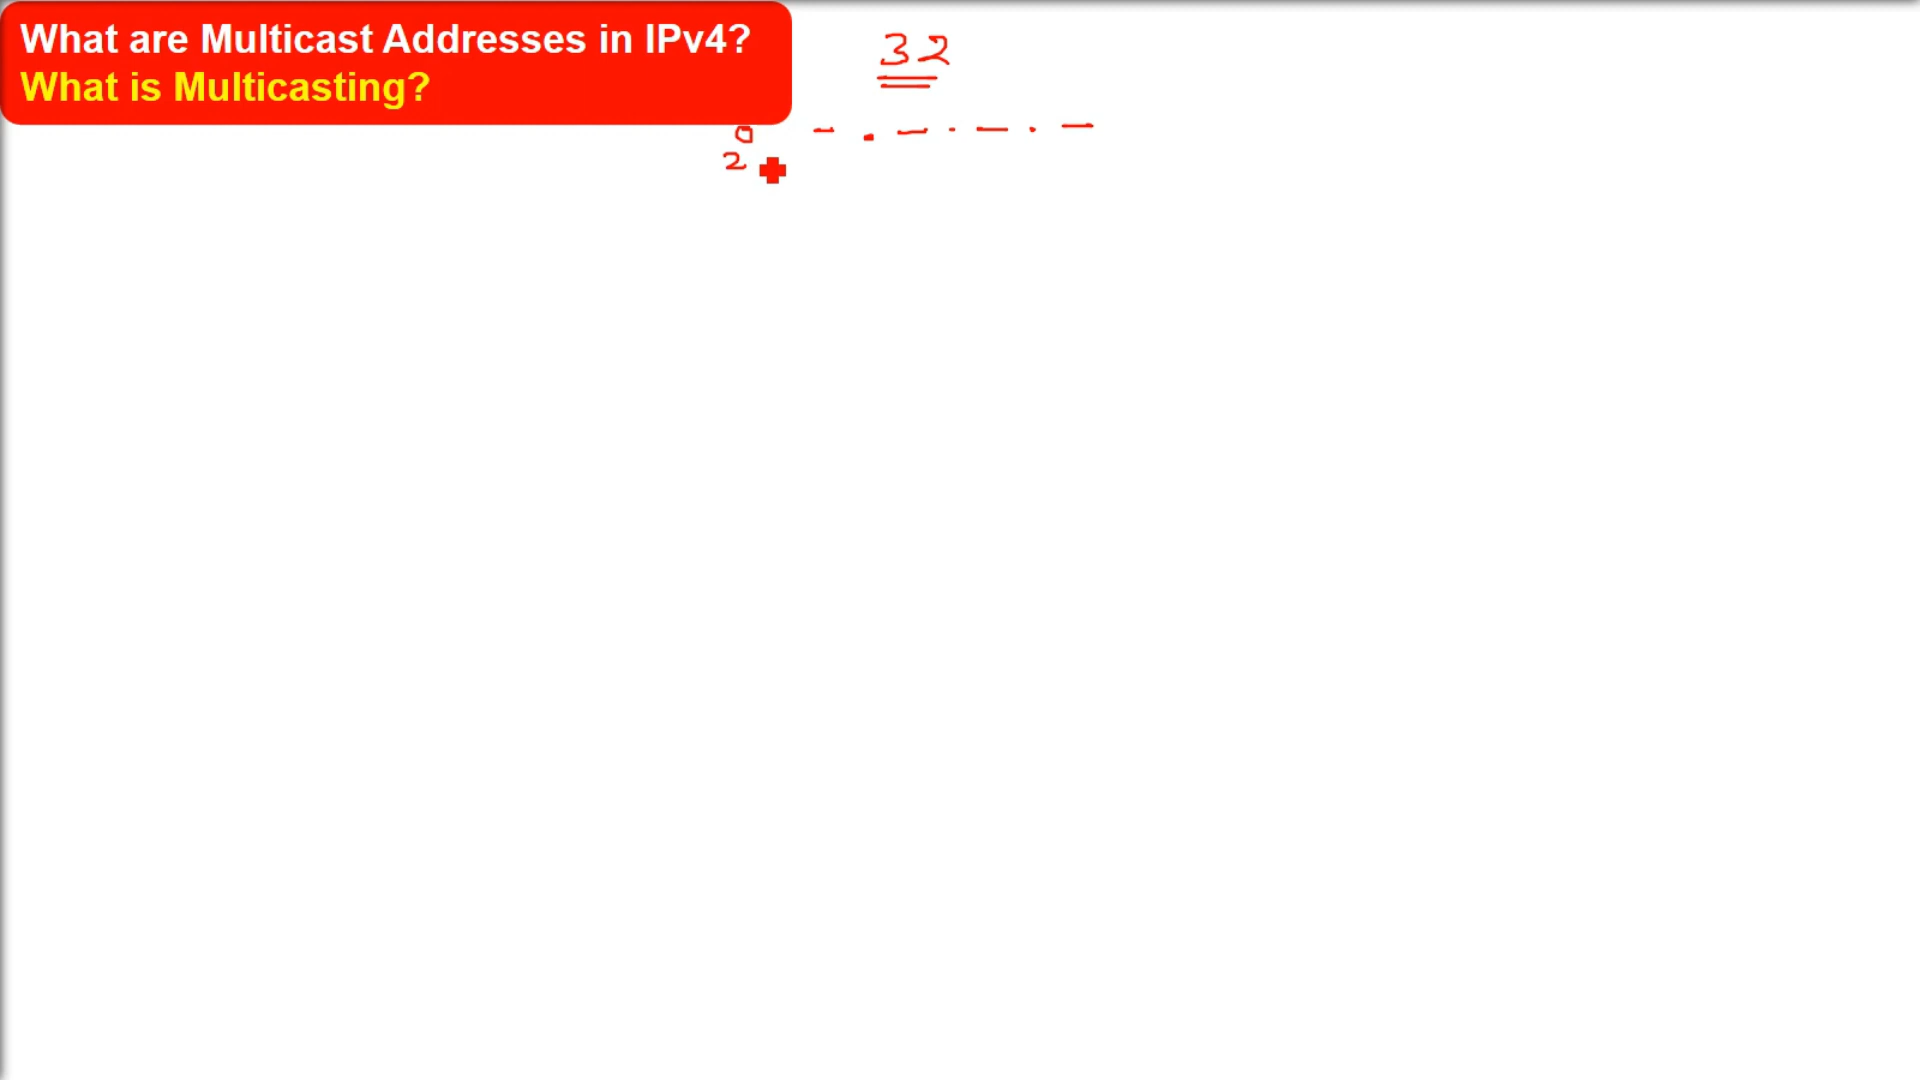 What are Multicast Addresses in IPv4?
What is Multicasting?
32
0 _ . _ . _ . _
2